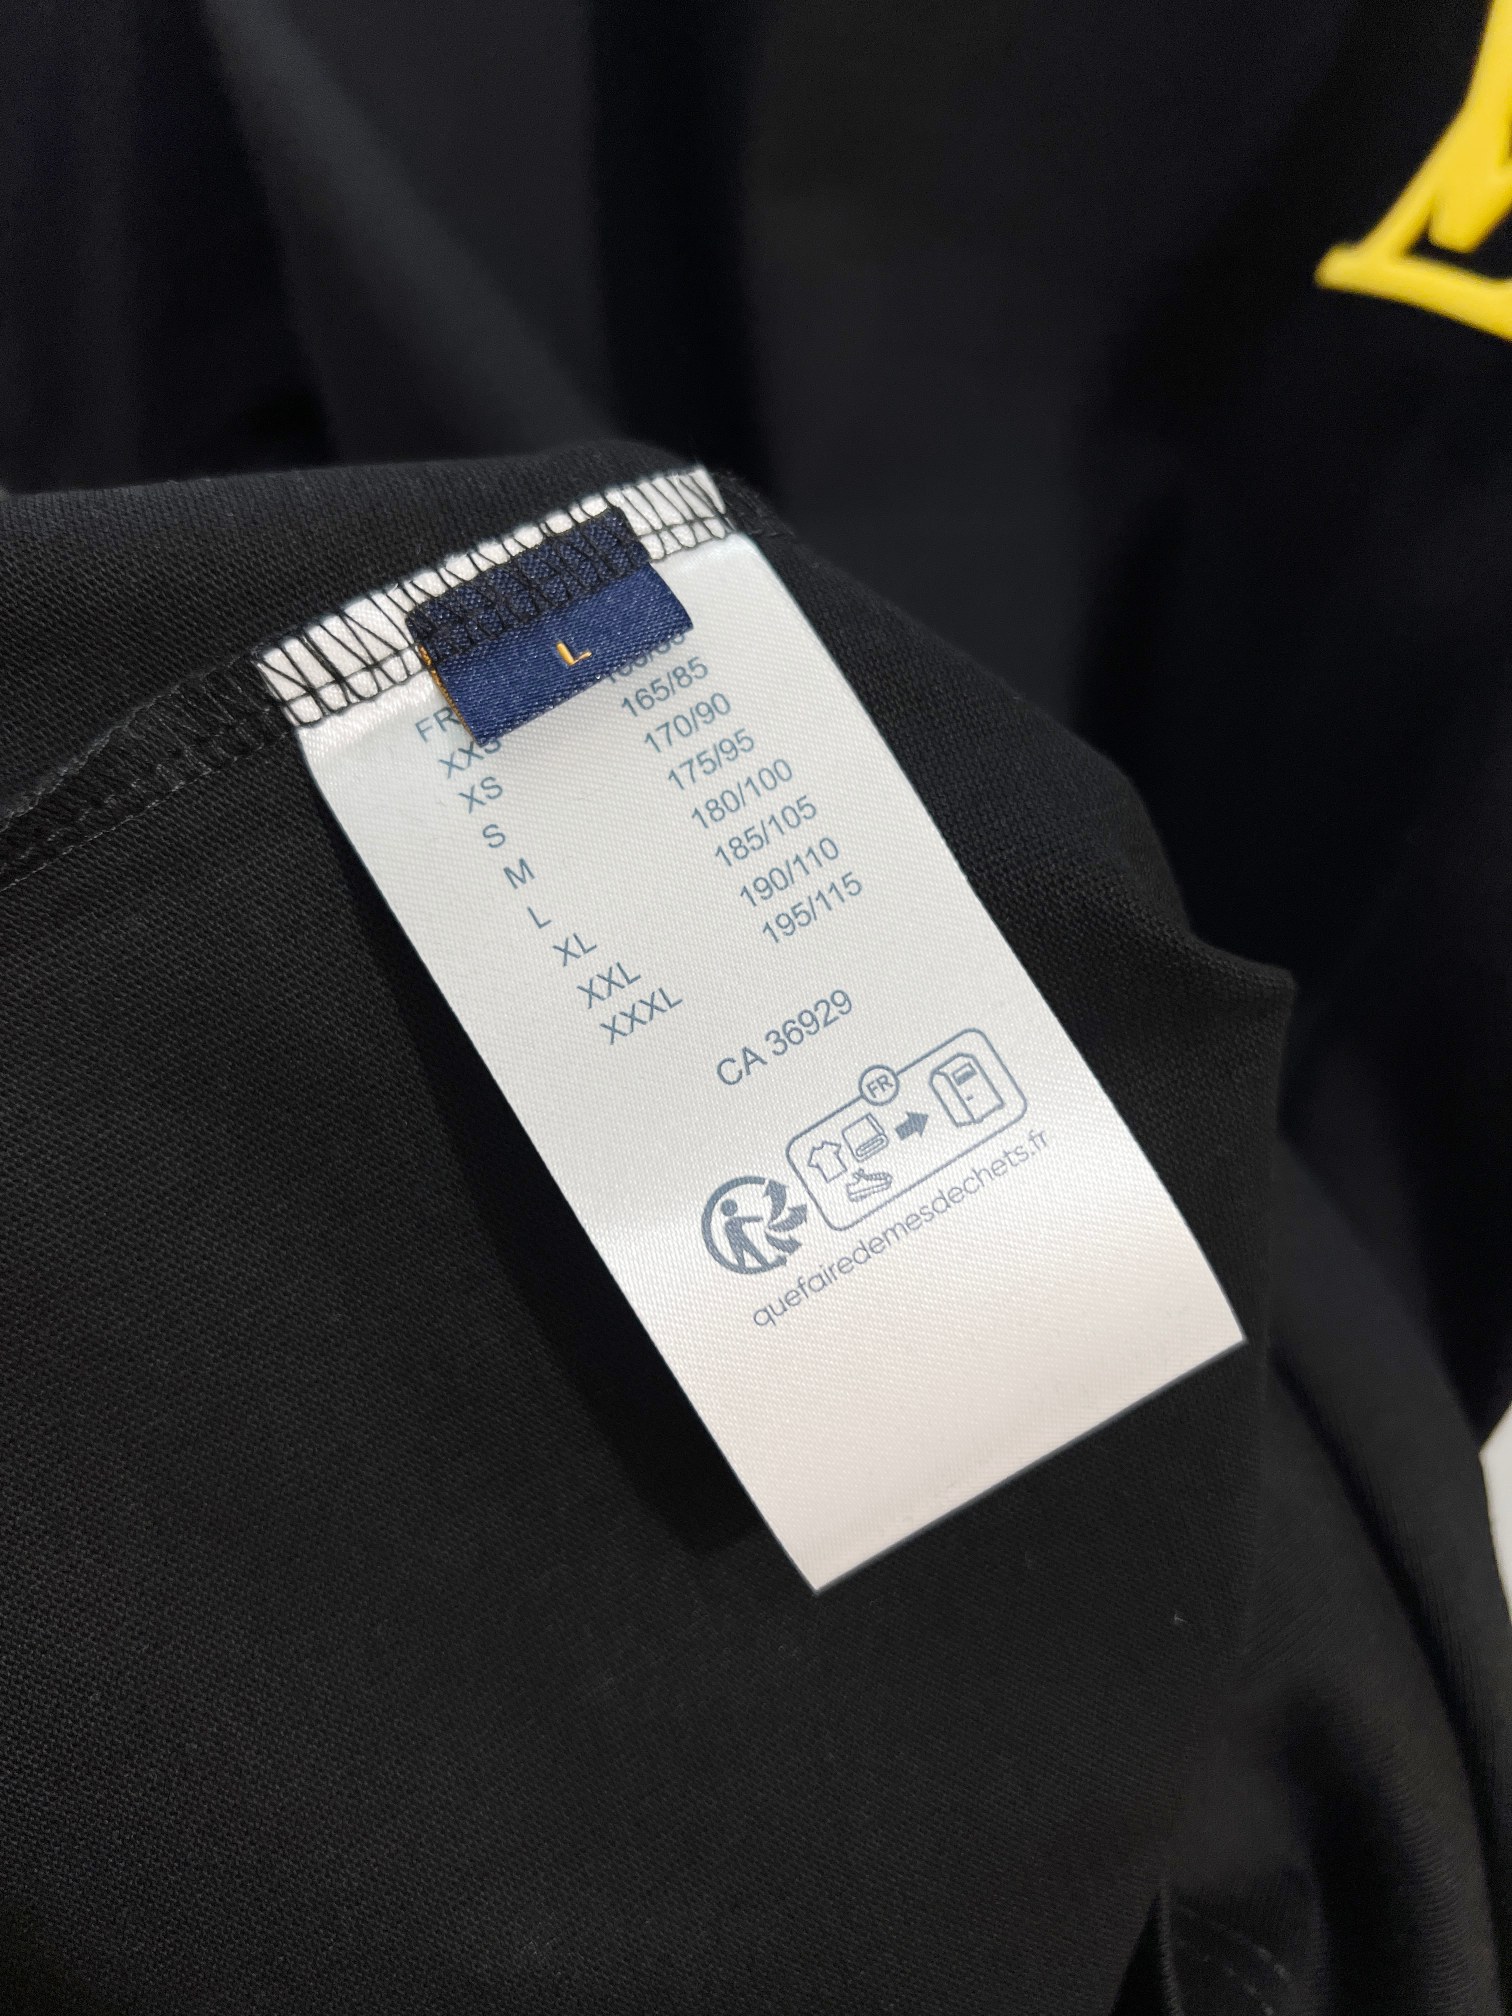 L
FR
XXS 165/85
XS 170/90
S 175/95
M 180/100
L 185/105
XL 190/110
XXL 195/115
XXXL
CA 36929
FR
quefairedemesdechets.fr